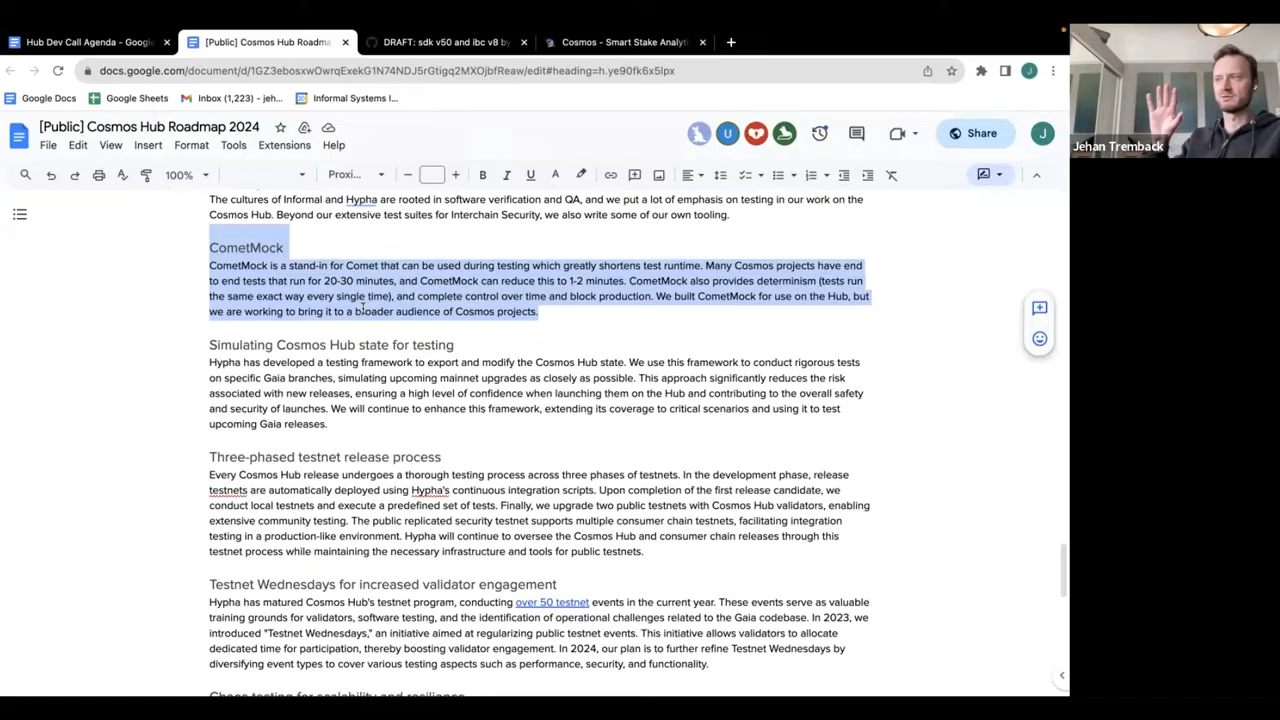 Hub Dev Call Agenda - Google
[Public] Cosmos Hub Roadma
DRAFT: sdk v50 and ibc v8 by
Cosmos - Smart Stake Analyti
docs.google.com/document/d/1GZ3ebosxwOwrqExekG1N74NDJ5rGtigq2MXOjbfReaw/edit#heading=h.ye90fk6x5lpx
J
Google Docs
Google Sheets
Inbox (1,223) - jeh...
Informal Systems I...
[Public] Cosmos Hub Roadmap 2024
File Edit View Insert Format Tools Extensions Help
U
Share
J
100%
Proxi...
B I U A
The cultures of Informal and Hypha are rooted in software verification and QA, and we put a lot of emphasis on testing in our work on the
Cosmos Hub. Beyond our extensive test suites for Interchain Security, we also write some of our own tooling.
CometMock
CometMock is a stand-in for Comet that can be used during testing which greatly shortens test runtime. Many Cosmos projects have end
to end tests that run for 20-30 minutes, and CometMock can reduce this to 1-2 minutes. CometMock also provides determinism (tests run
the same exact way every single time), and complete control over time and block production. We built CometMock for use on the Hub, but
we are working to bring it to a broader audience of Cosmos projects.
Simulating Cosmos Hub state for testing
Hypha has developed a testing framework to export and modify the Cosmos Hub state. We use this framework to conduct rigorous tests
on specific Gaia branches, simulating upcoming mainnet upgrades as closely as possible. This approach significantly reduces the risk
associated with new releases, ensuring a high level of confidence when launching them on the Hub and contributing to the overall safety
and security of launches. We will continue to enhance this framework, extending its coverage to critical scenarios and using it to test
upcoming Gaia releases.
Three-phased testnet release process
Every Cosmos Hub release undergoes a thorough testing process across three phases of testnets. In the development phase, release
testnets are automatically deployed using Hypha's continuous integration scripts. Upon completion of the first release candidate, we
conduct local testnets and execute a predefined set of tests. Finally, we upgrade two public testnets with Cosmos Hub validators, enabling
extensive community testing. The public replicated security testnet supports multiple consumer chain testnets, facilitating integration
testing in a production-like environment. Hypha will continue to oversee the Cosmos Hub and consumer chain releases through this
testnet process while maintaining the necessary infrastructure and tools for public testnets.
Testnet Wednesdays for increased validator engagement
Hypha has matured Cosmos Hub's testnet program, conducting over 50 testnet events in the current year. These events serve as valuable
training grounds for validators, software testing, and the identification of operational challenges related to the Gaia codebase. In 2023, we
introduced "Testnet Wednesdays," an initiative aimed at regularizing public testnet events. This initiative allows validators to allocate
dedicated time for participation, thereby boosting validator engagement. In 2024, our plan is to further refine Testnet Wednesdays by
diversifying event types to cover various testing aspects such as performance, security, and functionality.
Chaos testing for scalability and resilience
Jehan Tremback